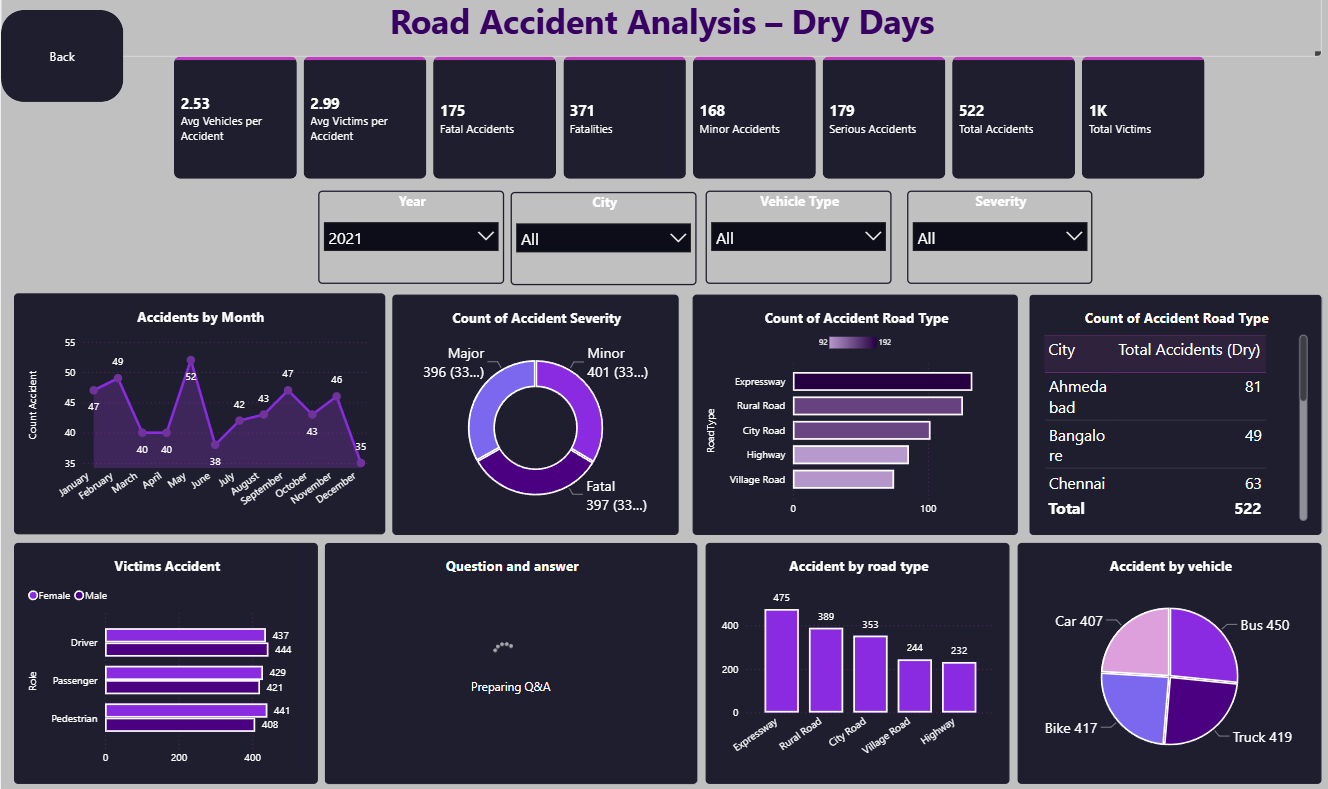 Road Accident Analysis – Dry Days
Back
2.53
Avg Vehicles per
Accident
2.99
Avg Victims per
Accident
175
Fatal Accidents
371
Fatalities
168
Minor Accidents
179
Serious Accidents
522
Total Accidents
1K
Total Victims
Year
2021
City
All
Vehicle Type
All
Severity
All
Accidents by Month
Count Accident
55
50
45
40
35
47
49
40
40
52
38
42
43
47
43
46
35
January
February
March
April
May
June
July
August
September
October
November
December
Count of Accident Severity
Major
396 (33...)
Minor
401 (33...)
Fatal
397 (33...)
Count of Accident Road Type
92
192
RoadType
Expressway
Rural Road
City Road
Highway
Village Road
0
100
Count of Accident Road Type
City Total Accidents (Dry)
Ahmeda
bad 81
Bangalo
re 49
Chennai 63
Total 522
Victims Accident
Female Male
Role
Driver 437
444
Passenger 429
421
Pedestrian 441
408
0 200 400
Question and answer
Preparing Q&A
Accident by road type
400
200
0
475
389
353
244
232
Expressway
Rural Road
City Road
Village Road
Highway
Accident by vehicle
Car 407
Bus 450
Bike 417
Truck 419